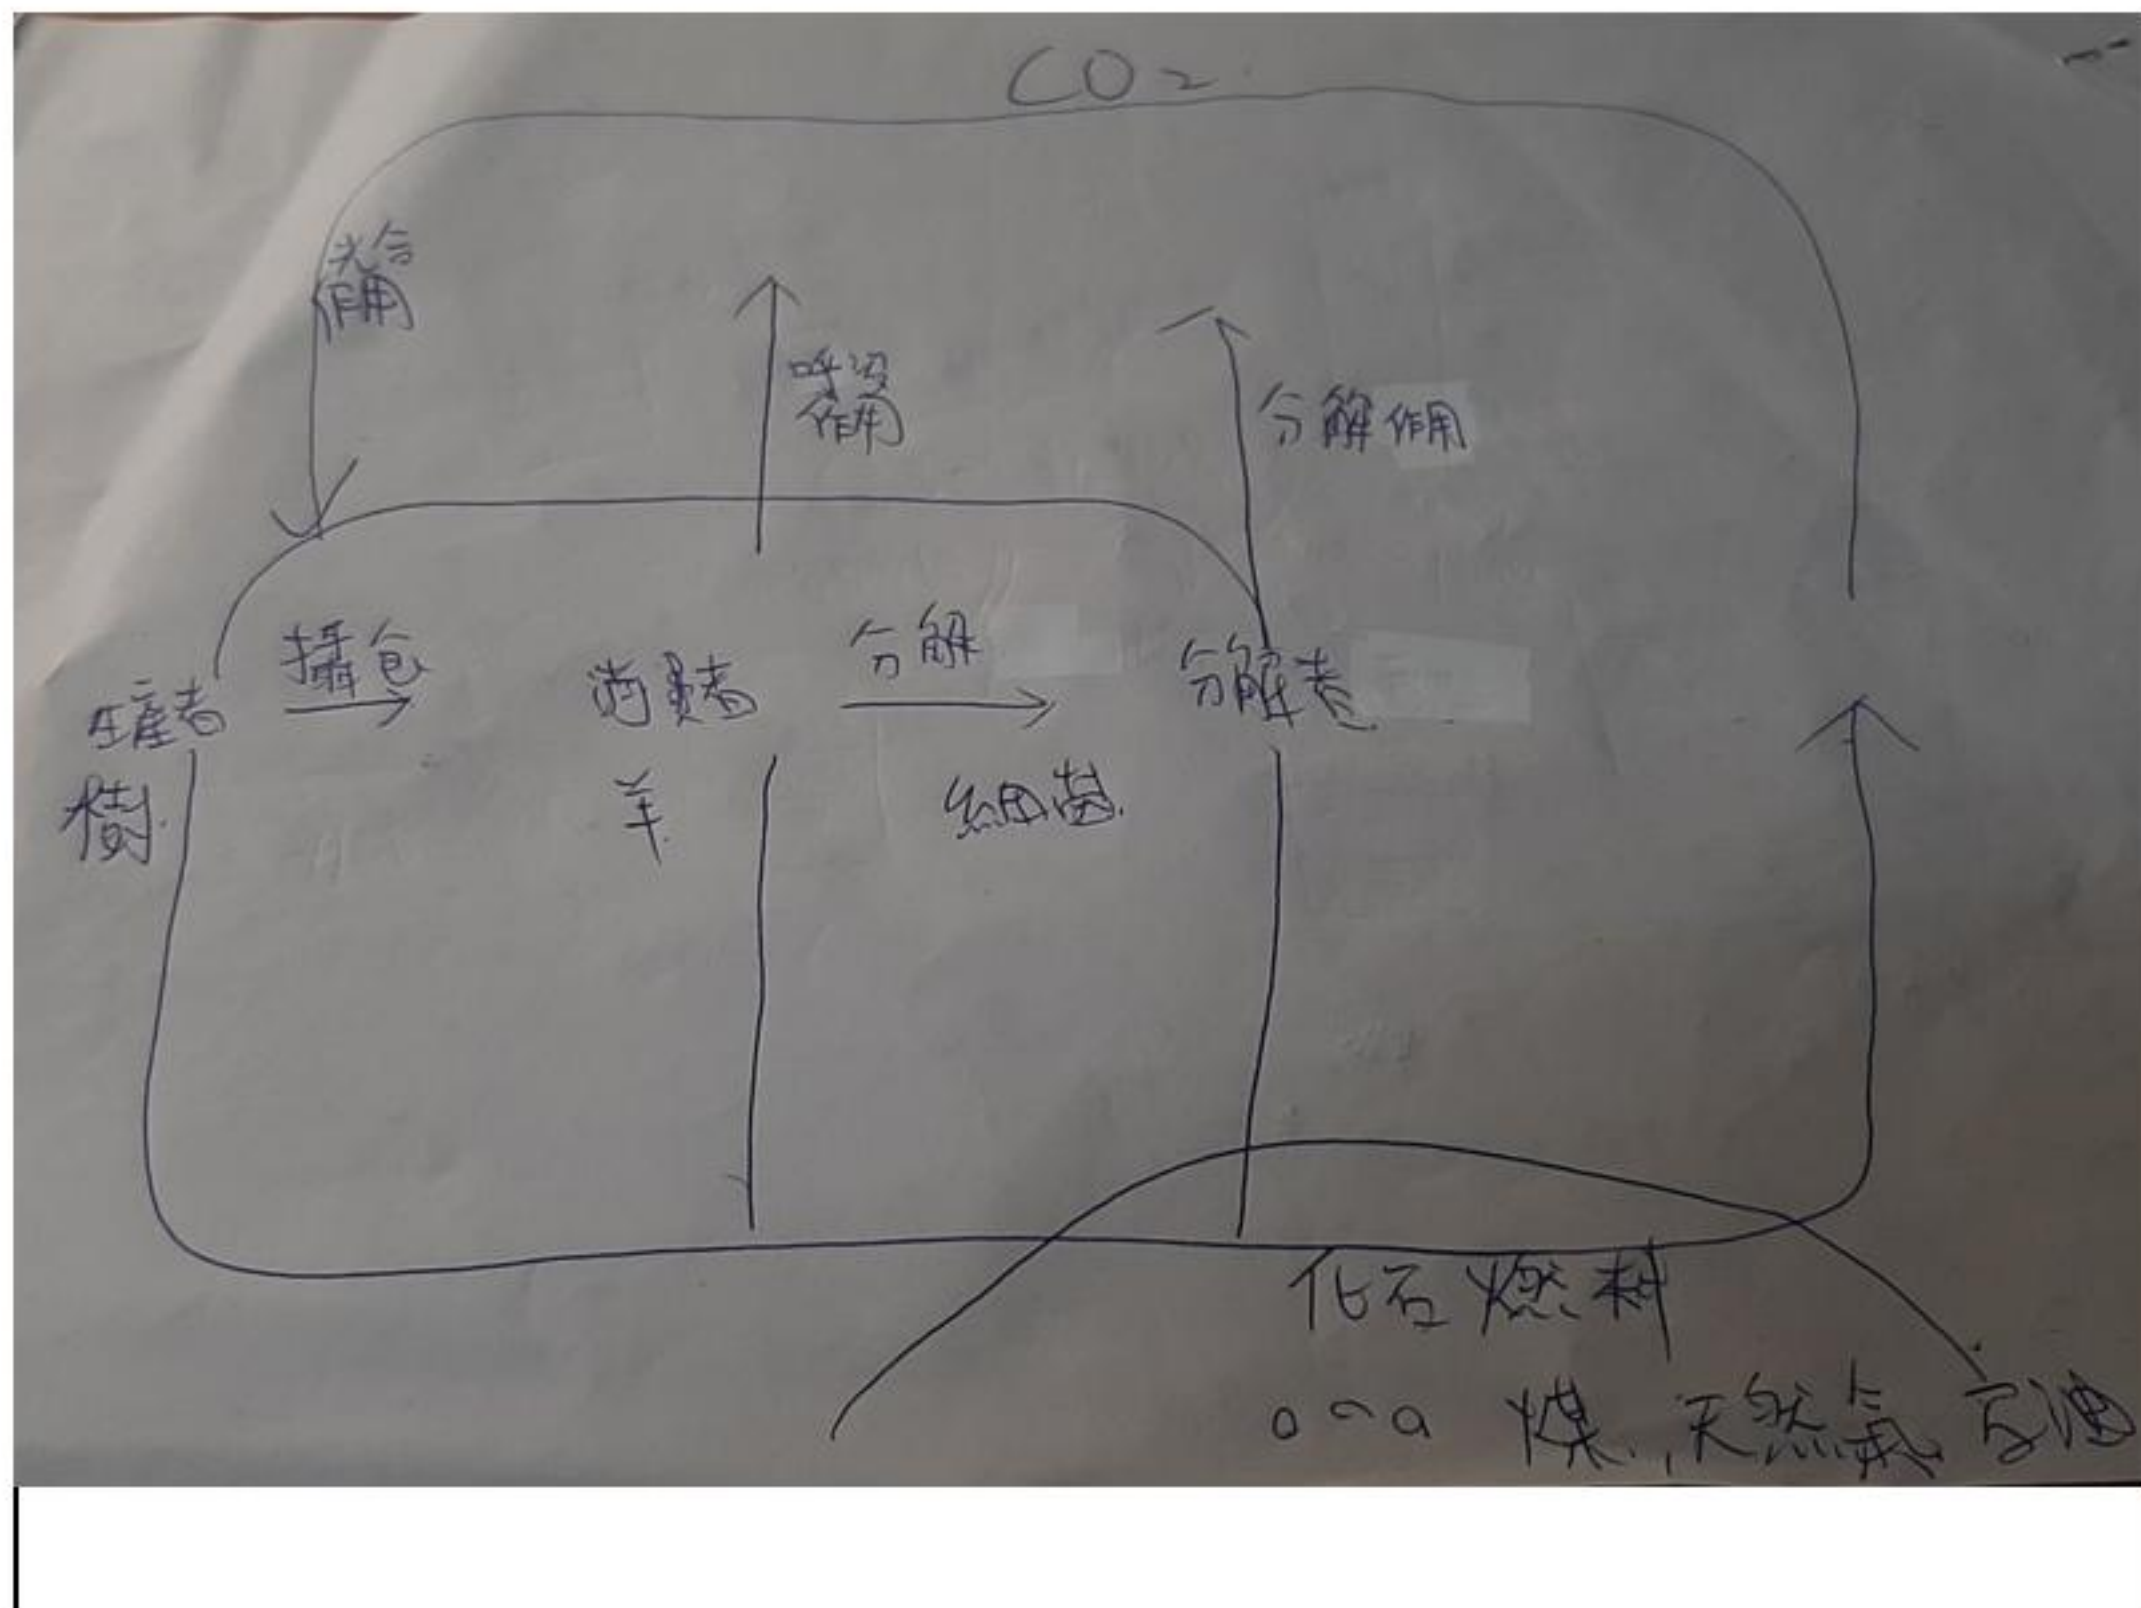 CO2
光合
作用
呼吸
作用
分解作用
攝食
分解
生產者
消費者
分解者
樹
羊
細菌
化石燃料
煤、天然氣、石油